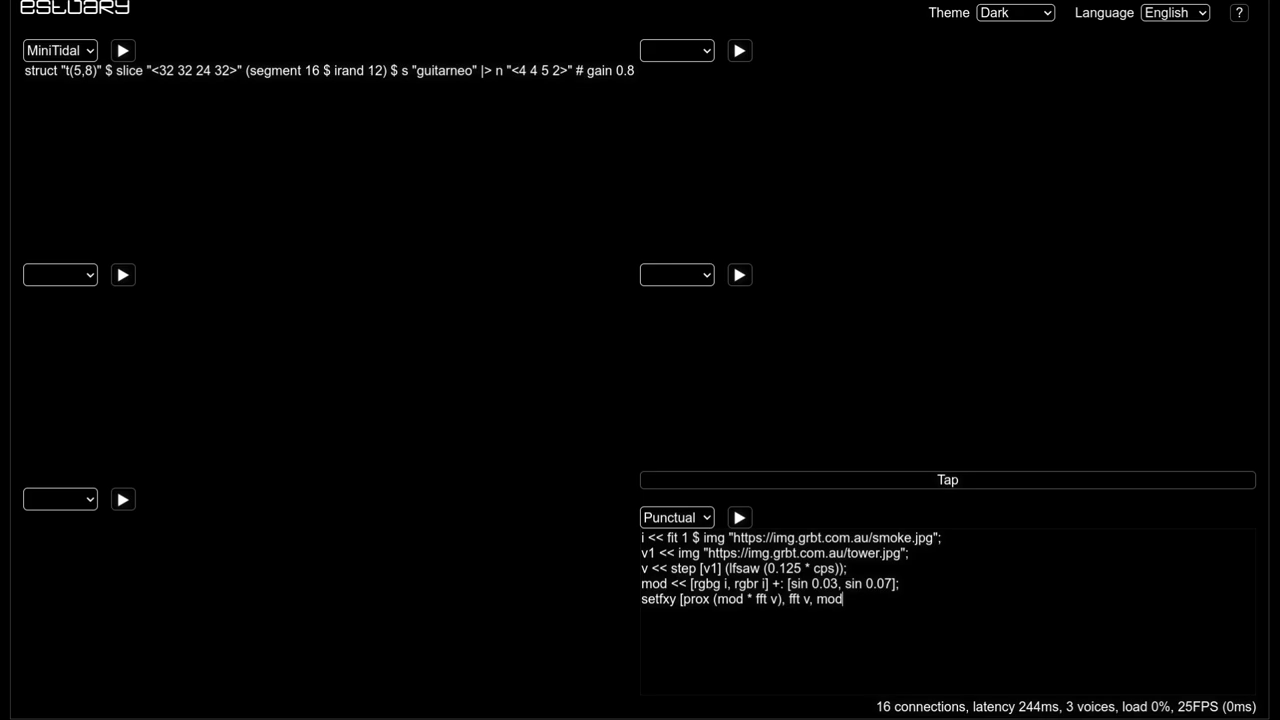 estuary
Theme Dark Language English ?
MiniTidal
struct "t(5,8)" $ slice "<32 32 24 32>" (segment 16 $ irand 12) $ s "guitarneo" |> n "<4 4 5 2>" # gain 0.8
Tap
Punctual
i << fit 1 $ img "https://img.grbt.com.au/smoke.jpg";
v1 << img "https://img.grbt.com.au/tower.jpg";
v << step [v1] (lfsaw (0.125 * cps));
mod << [rgbg i, rgbr i] +: [sin 0.03, sin 0.07];
setfxy [prox (mod * fft v), fft v, mod
16 connections, latency 244ms, 3 voices, load 0%, 25FPS (0ms)